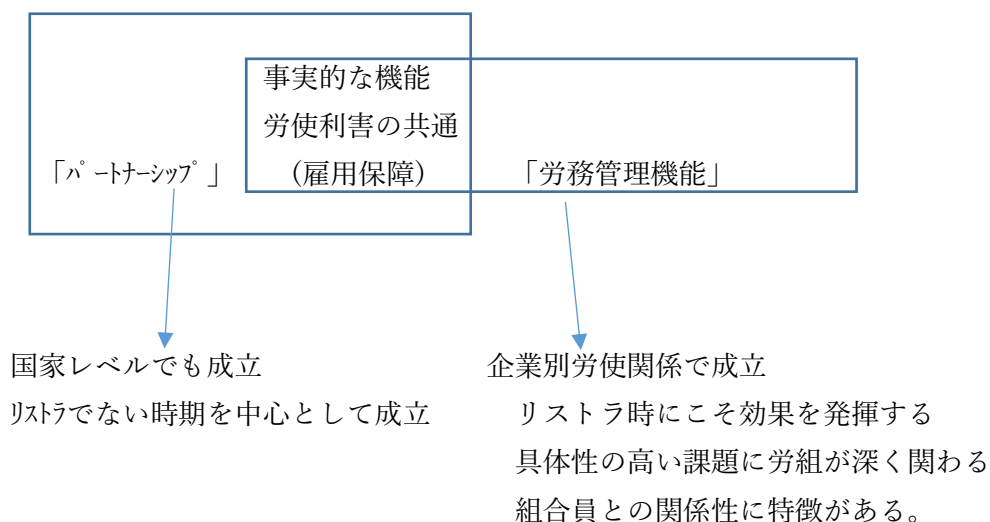 事実的な機能
労使利害の共通
「ﾊﾟｰﾄﾅｰｼｯﾌﾟ」
(雇用保障)
「労務管理機能」
国家レベルでも成立
ﾘｽﾄﾗでない時期を中心として成立
企業別労使関係で成立
リストラ時にこそ効果を発揮する
具体性の高い課題に労組が深く関わる
組合員との関係性に特徴がある。